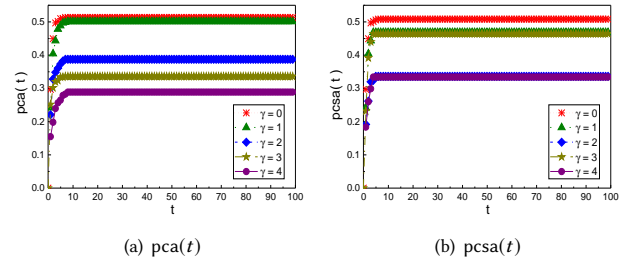 pca( t )
0.5
0.4
0.3
0.2
0.1
0.0
0 10 20 30 40 50 60 70 80 90 100
t
γ = 0
γ = 1
γ = 2
γ = 3
γ = 4
(a) pca(t)
pcsa( t )
0.5
0.4
0.3
0.2
0.1
0.0
0 10 20 30 40 50 60 70 80 90 100
t
γ = 0
γ = 1
γ = 2
γ = 3
γ = 4
(b) pcsa(t)